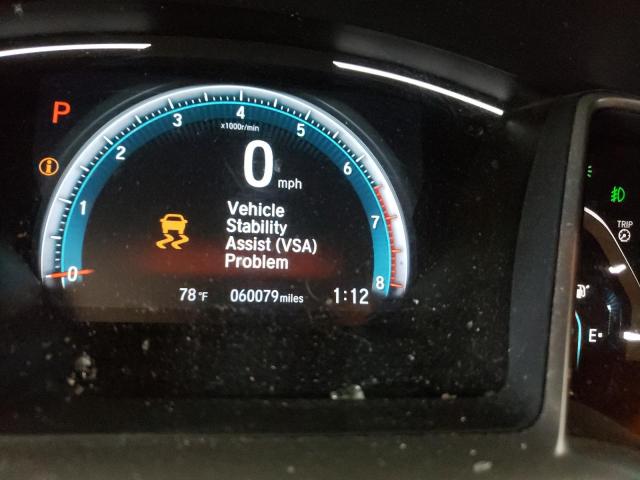 P
4
3
5
x1000r/min
2
6
0 mph
i
1
Vehicle
7
Stability
Assist (VSA)
Problem
0
8
78°F 060079 miles 1:12
TRIP
E